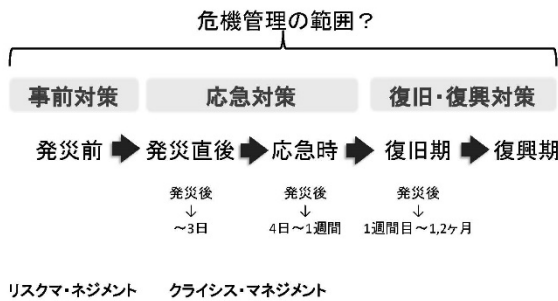 危機管理の範囲？
事前対策 応急対策 復旧・復興対策
発災前 発災直後 応急時 復旧期 復興期
発災後 発災後 発災後
↓ ↓ ↓
～3日 4日～1週間 1週間目～1,2ヶ月
リスクマ・ネジメント クライシス・マネジメント